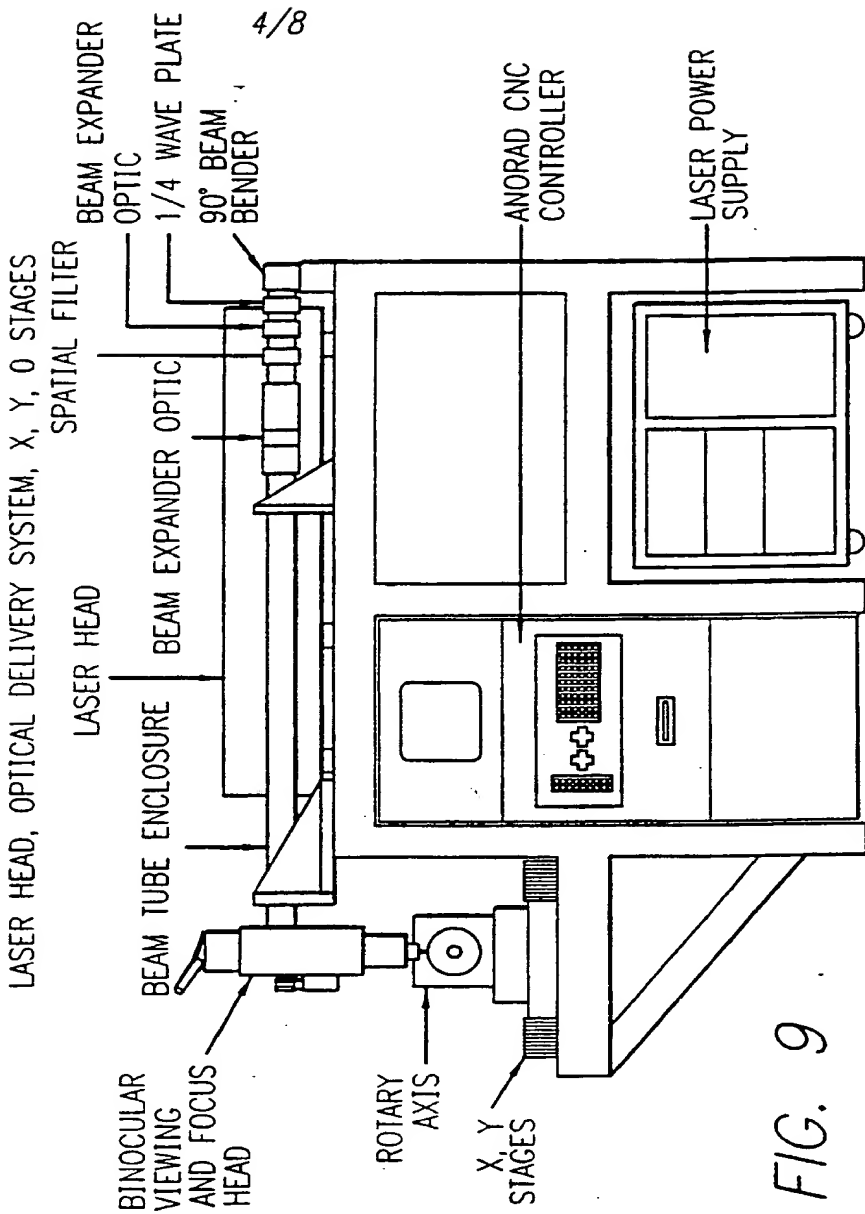 4/8
LASER HEAD, OPTICAL DELIVERY SYSTEM, X, Y, O STAGES
SPATIAL FILTER
BEAM EXPANDER
OPTIC
1/4 WAVE PLATE
90° BEAM
BENDER
LASER HEAD
BEAM EXPANDER OPTIC
BEAM TUBE ENCLOSURE
BINOCULAR
VIEWING
AND FOCUS
HEAD
ROTARY
AXIS
X, Y
STAGES
ANORAD CNC
CONTROLLER
LASER POWER
SUPPLY
FIG. 9